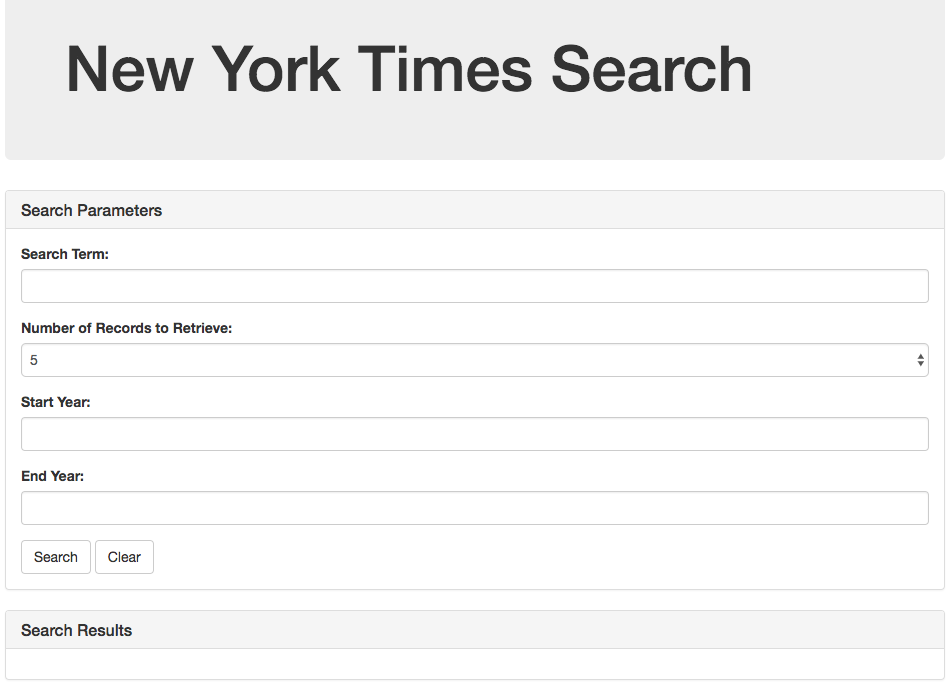 New York Times Search
Search Parameters
Search Term:
Number of Records to Retrieve:
5
Start Year:
End Year:
Search Clear
Search Results